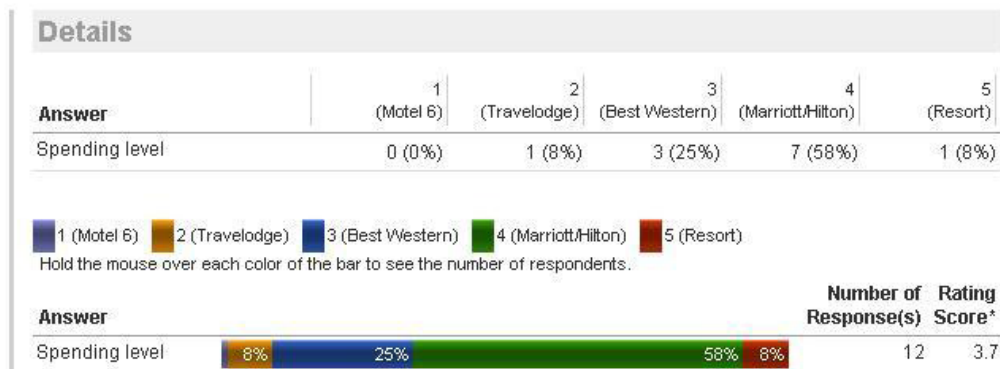 Details
1 2 3 4 5
Answer (Motel 6) (Travelodge) (Best Western) (Marriott/Hilton) (Resort)
Spending level 0 (0%) 1 (8%) 3 (25%) 7 (58%) 1 (8%)
1 (Motel 6) 2 (Travelodge) 3 (Best Western) 4 (Marriott/Hilton) 5 (Resort)
Hold the mouse over each color of the bar to see the number of respondents.
Number of Rating
Answer Response(s) Score*
Spending level 8% 25% 58% 8% 12 3.7